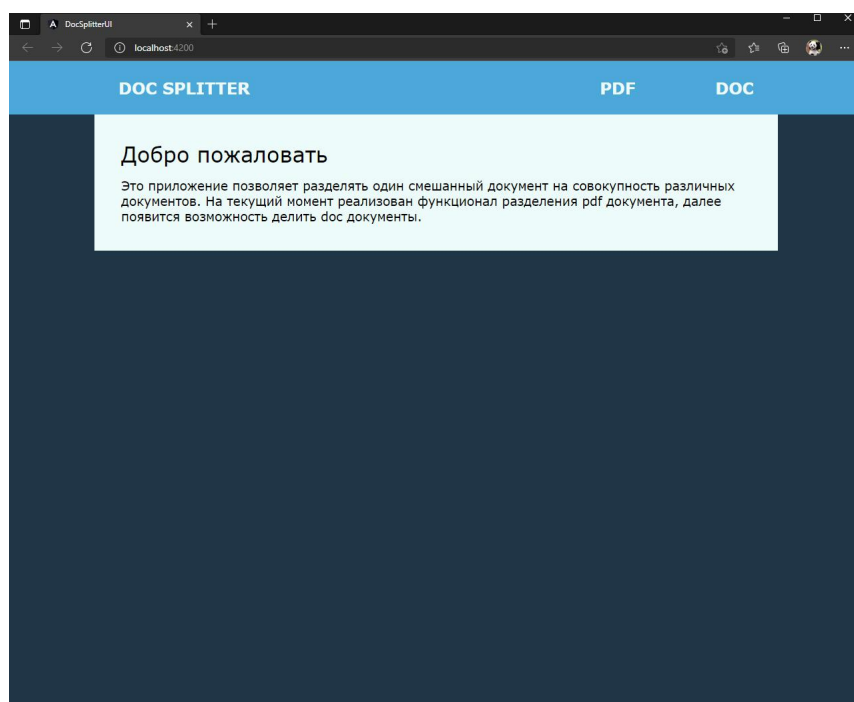 DocSplitterUI
localhost:4200
DOC SPLITTER PDF DOC
Добро пожаловать
Это приложение позволяет разделять один смешанный документ на совокупность различных
документов. На текущий момент реализован функционал разделения pdf документа, далее
появится возможность делить doc документы.